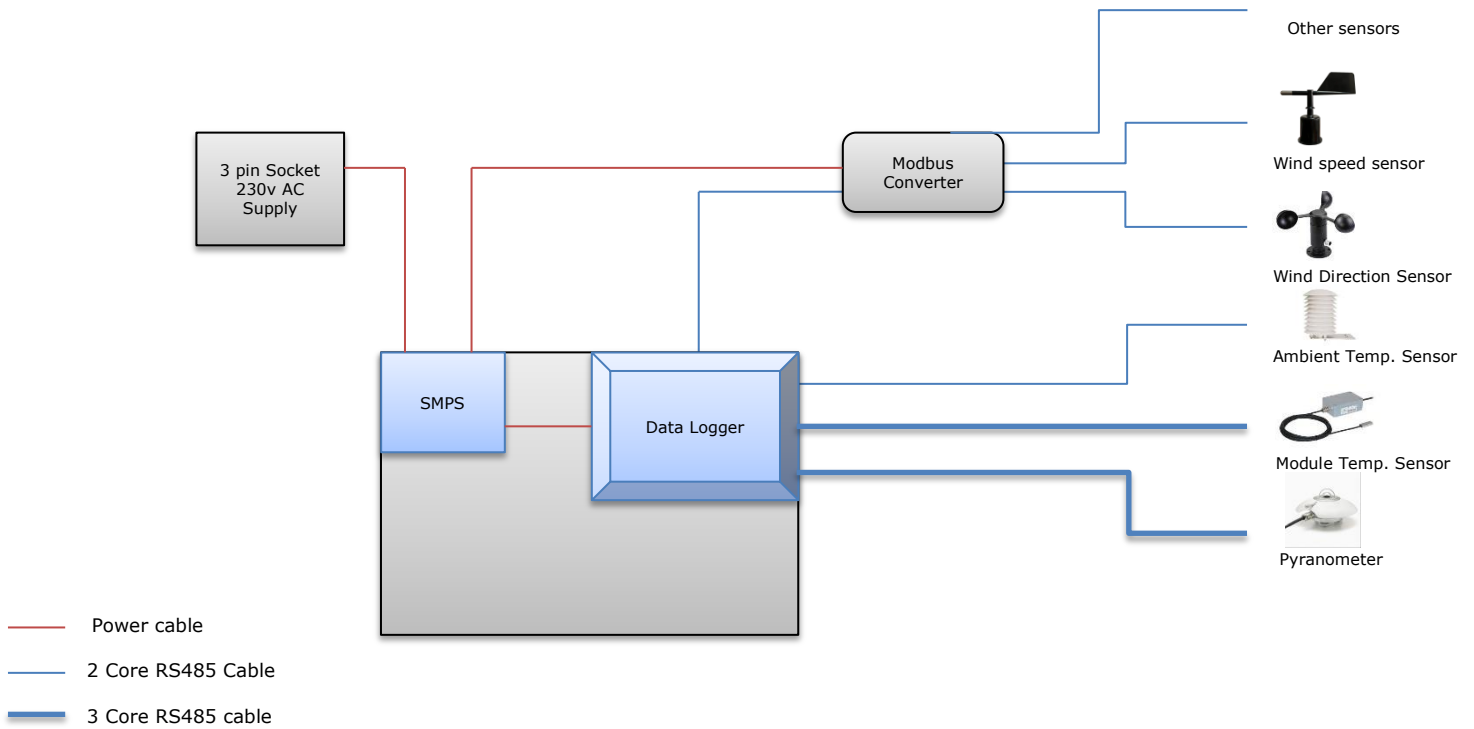 Other sensors
3 pin Socket
230v AC
Supply
Modbus
Converter
Wind speed sensor
Wind Direction Sensor
Ambient Temp. Sensor
SMPS
Data Logger
Module Temp. Sensor
Pyranometer
Power cable
2 Core RS485 Cable
3 Core RS485 cable